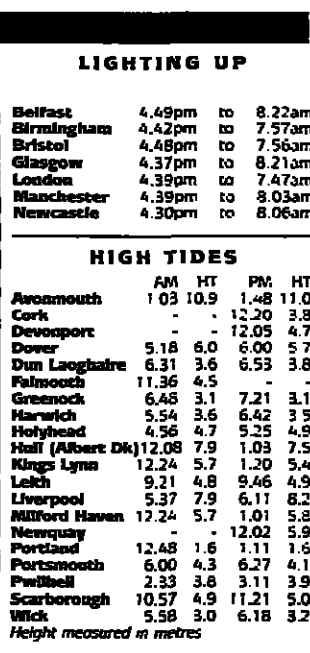 LIGHTING UP
Belfast 4.49pm to 8.22am
Birmingham 4.42pm to 7.57am
Bristol 4.48pm to 7.56am
Glasgow 4.37pm to 8.21am
London 4.39pm to 7.47am
Manchester 4.39pm to 8.03am
Newcastle 4.30pm to 8.06am
HIGH TIDES
AM HT PM HT
Avonmouth 1 03 10.9 1.48 11.0
Cork - - 12.20 3.8
Devonport - - 12.05 4.7
Dover 5.18 6.0 6.00 5 7
Dun Laoghaire 6.31 3.6 6.53 3.8
Falmouth 11.36 4.5 - -
Greenock 6.48 3.1 7.21 3.1
Harwich 5.54 3.6 6.42 3 5
Holyhead 4.56 4.7 5.25 4.9
Hull (Albert Dk) 12.08 7.9 1.03 7.5
Kings Lynn 12.24 5.7 1.20 5.4
Leith 9.21 4.8 9.46 4.9
Liverpool 5.37 7.9 6.11 8.2
Milford Haven 12.24 5.7 1.01 5.8
Newquay - - 12.02 5.9
Portland 12.48 1.6 1.11 1.6
Portsmouth 6.00 4.3 6.27 4.1
Pwllheli 2.33 3.8 3.11 3.9
Scarborough 10.57 4.9 11.21 5.0
Wick 5.58 3.0 6.18 3.2
Height measured in metres